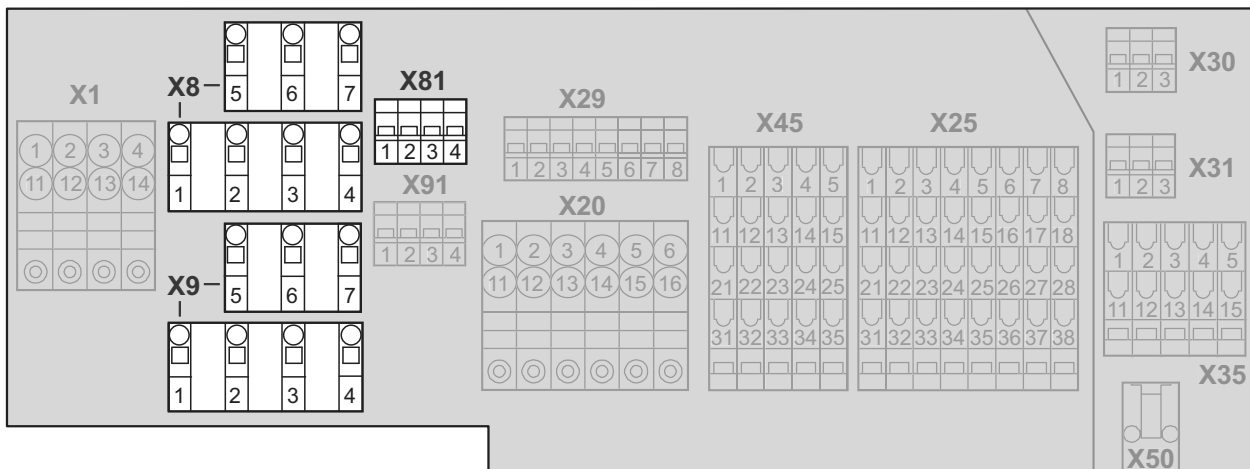 X1
1 2 3 4
11 12 13 14
X8
5 6 7
1 2 3 4
X9
5 6 7
1 2 3 4
X81
1 2 3 4
X91
1 2 3 4
X29
1 2 3 4 5 6 7 8
X20
1 2 3 4 5 6
11 12 13 14 15 16
X45
1 2 3 4 5
11 12 13 14 15
21 22 23 24 25
31 32 33 34 35
X25
1 2 3 4 5 6 7 8
11 12 13 14 15 16 17 18
21 22 23 24 25 26 27 28
31 32 33 34 35 36 37 38
X30
1 2 3
X31
1 2 3
1 2 3 4 5
11 12 13 14 15
X35
X50